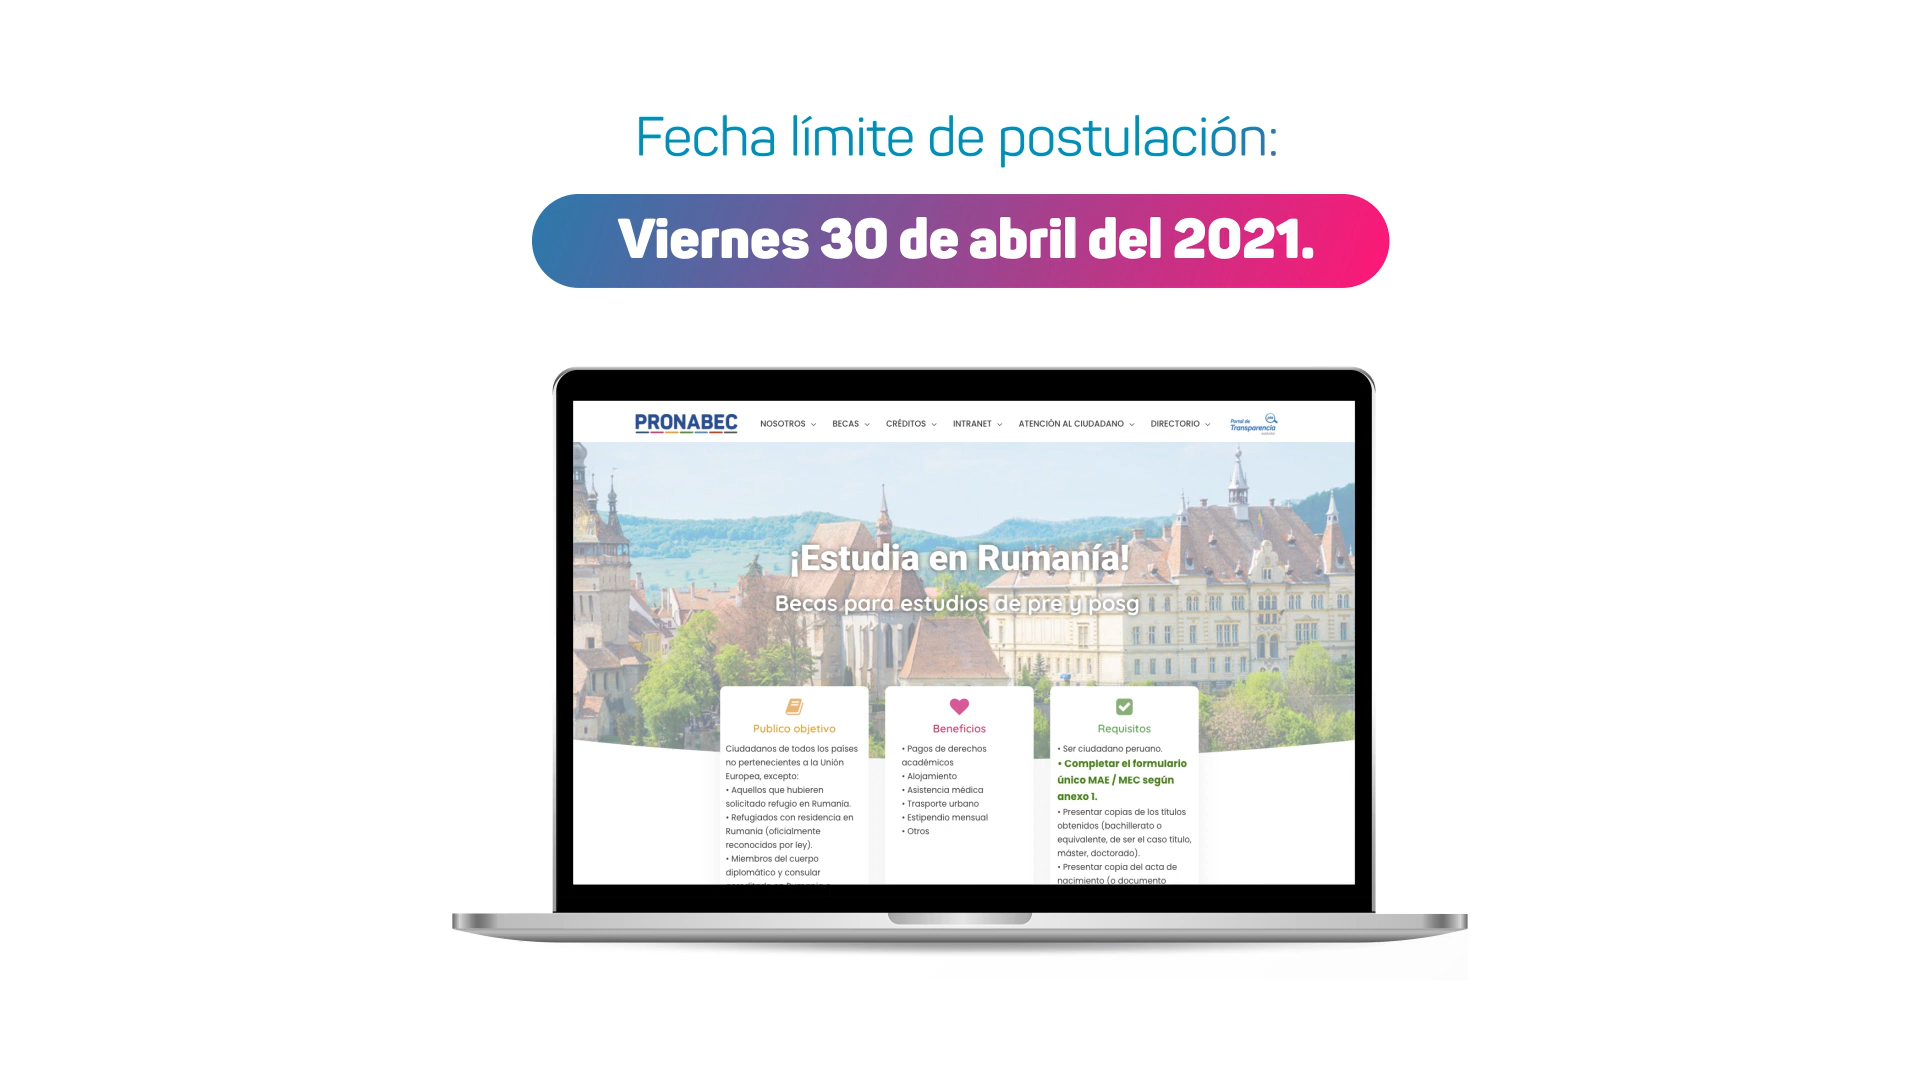 Fecha límite de postulación:
Viernes 30 de abril del 2021.
PRONABEC
NOSOTROS
BECAS
CRÉDITOS
INTRANET
ATENCIÓN AL CIUDADANO
DIRECTORIO
Portal de
Transparencia
¡Estudia en Rumanía!
Becas para estudios de pre y posg
Publico objetivo
Ciudadanos de todos los países
no pertenecientes a la Unión
Europea, excepto:
• Aquellos que hubieren
solicitado refugio en Rumanía.
• Refugiados con residencia en
Rumania (oficialmente
reconocidos por ley).
• Miembros del cuerpo
diplomático y consular
Beneficios
• Pagos de derechos
académicos
• Alojamiento
• Asistencia médica
• Trasporte urbano
• Estipendio mensual
• Otros
Requisitos
• Ser ciudadano peruano.
• Completar el formulario
único MAE / MEC según
anexo 1.
• Presentar copias de los títulos
obtenidos (bachillerato o
equivalente, de ser el caso título,
máster, doctorado).
• Presentar copia del acta de
nacimiento (o documento